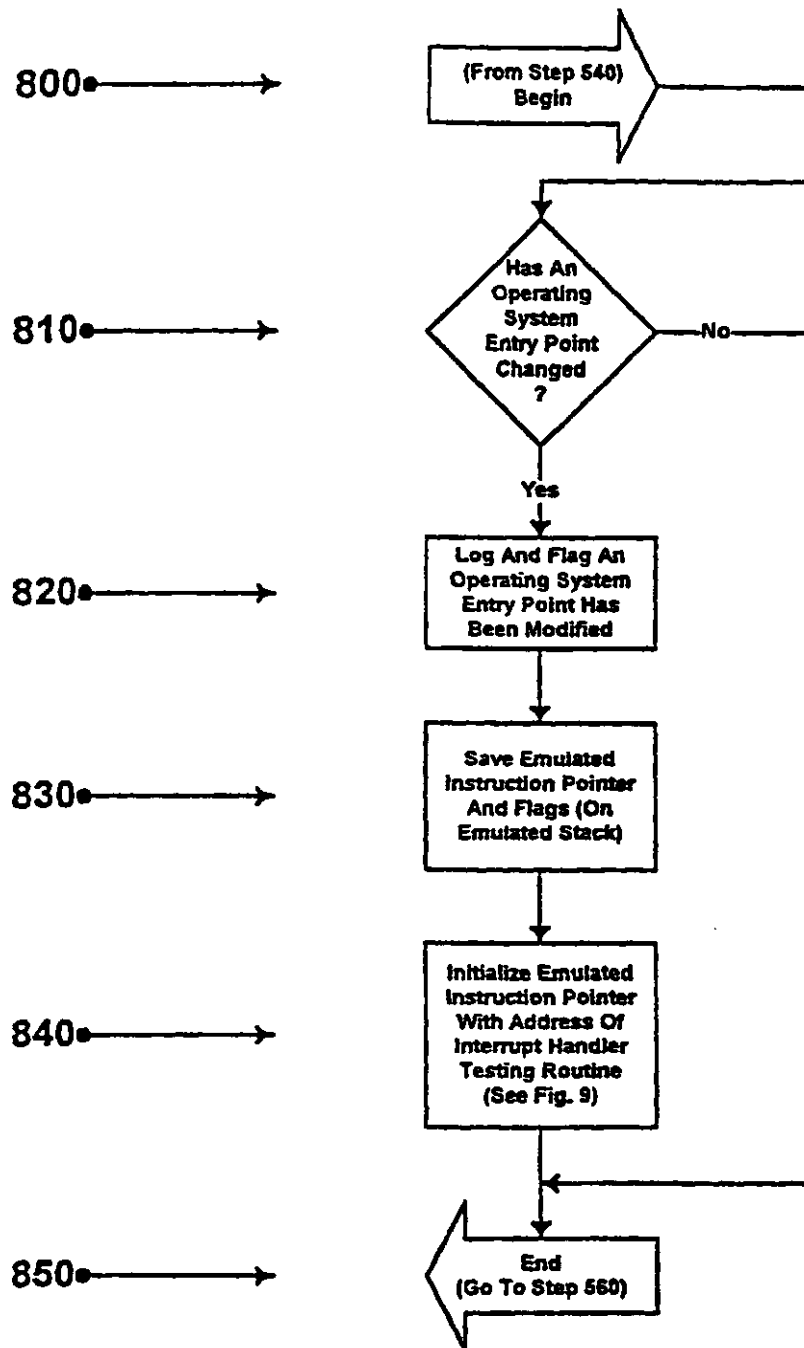 800
(From Step 540)
Begin
810
Has An
Operating
System
Entry Point
Changed
?
No
Yes
820
Log And Flag An
Operating System
Entry Point Has
Been Modified
830
Save Emulated
Instruction Pointer
And Flags (On
Emulated Stack)
840
Initialize Emulated
Instruction Pointer
With Address Of
Interrupt Handler
Testing Routine
(See Fig. 9)
850
End
(Go To Step 560)